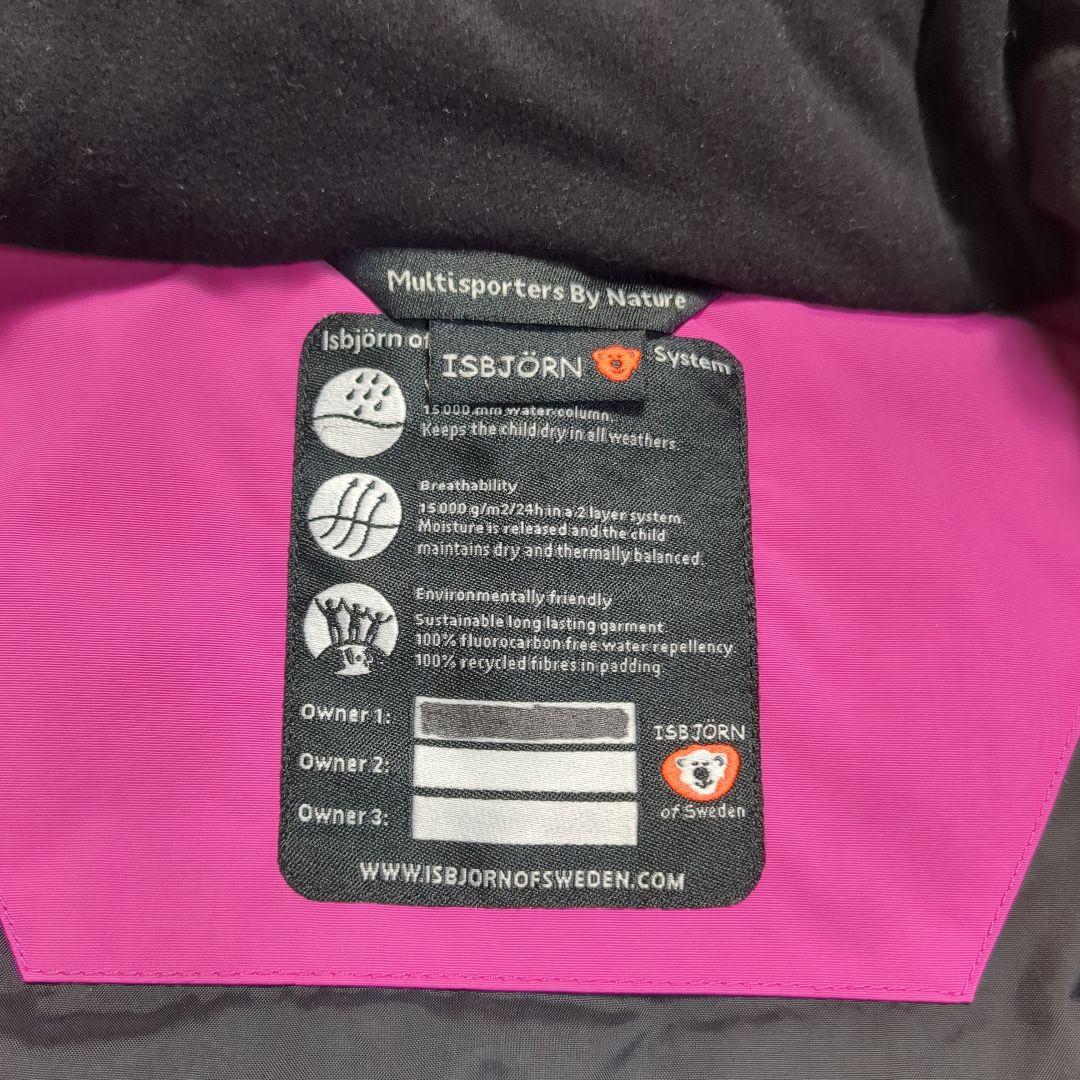 Multisporters By Nature
ISBJÖRN
Isbjörn of System
15 000 mm water column.
Keeps the child dry in all weathers.
Breathability
15 000 g/m2/24h in a 2 layer system.
Moisture is released and the child
maintains dry and thermally balanced.
Environmentally friendly
Sustainable long lasting garment.
100% fluorocarbon free water repellency.
100% recycled fibres in padding.
Owner 1:
Owner 2:
Owner 3:
ISBJÖRN
of Sweden
WWW.ISBJORNOFSWEDEN.COM